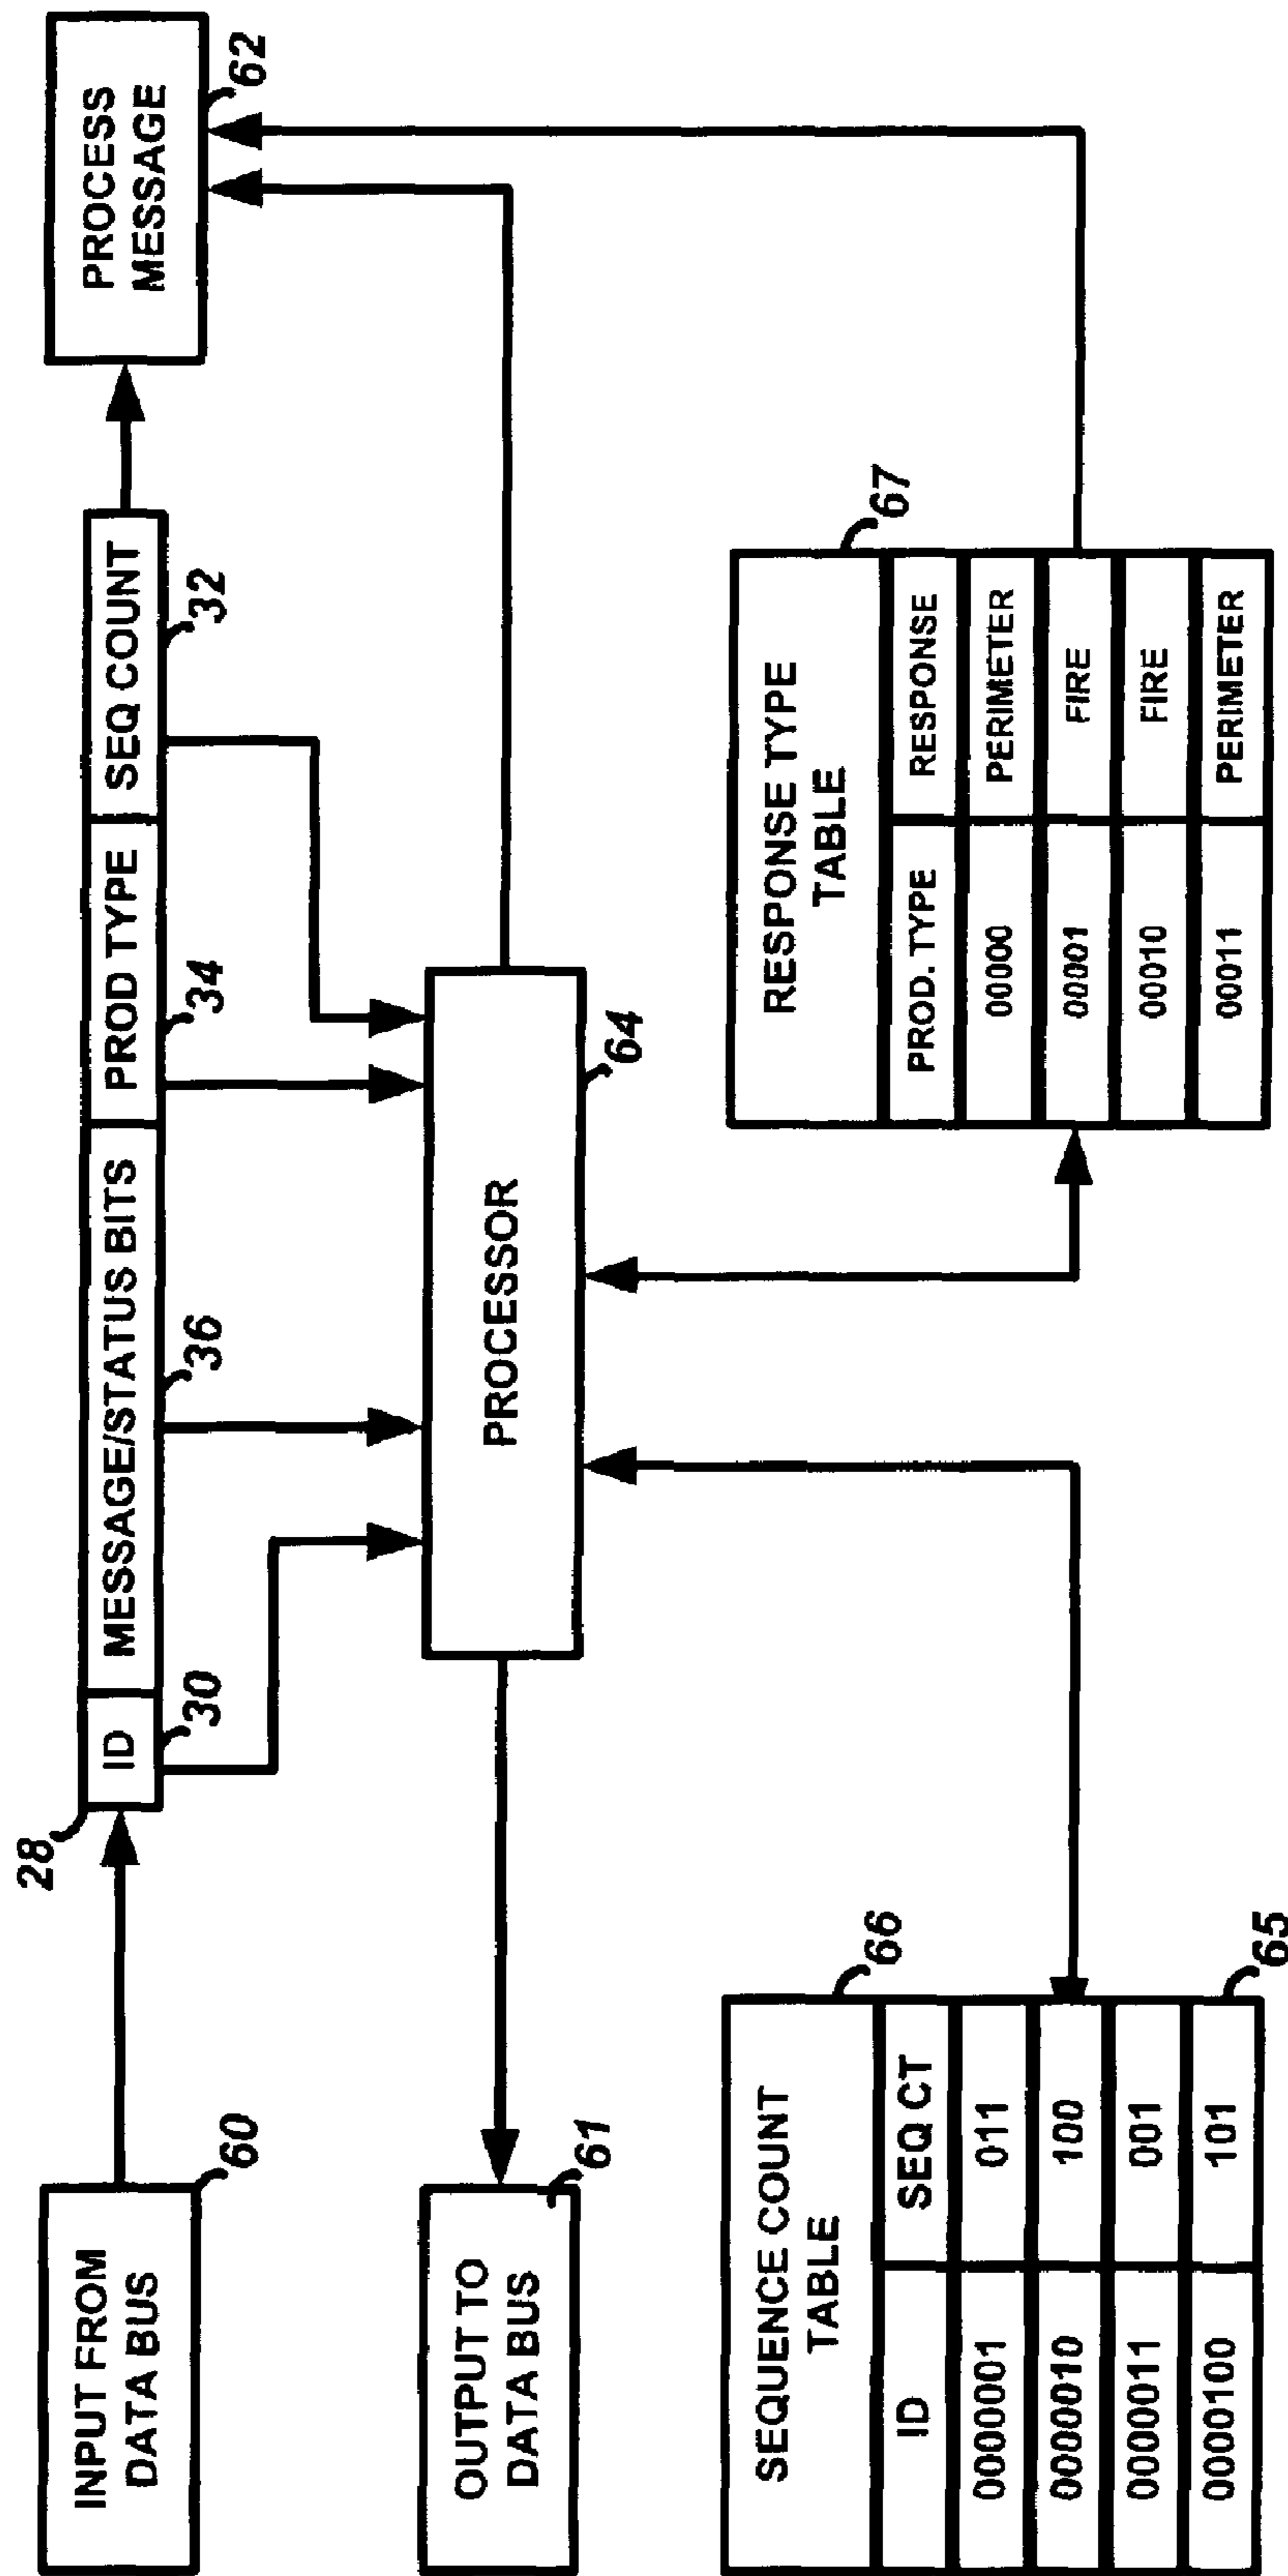 INPUT FROM
DATA BUS
60
28
ID
MESSAGE/STATUS BITS
PROD TYPE
SEQ COUNT
30
36
34
32
PROCESS
MESSAGE
62
OUTPUT TO
DATA BUS
61
PROCESSOR
64
SEQUENCE COUNT
TABLE
66
ID SEQ CT
0000001 011
0000010 100
0000011 001
0000100 101
65
RESPONSE TYPE
TABLE
67
PROD. TYPE RESPONSE
00000 PERIMETER
00001 FIRE
00010 FIRE
00011 PERIMETER